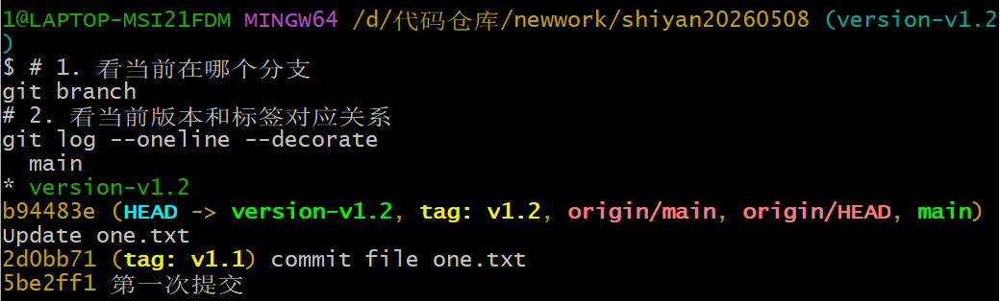 1@LAPTOP-MSI21FDM MINGW64 /d/代码仓库/newwork/shiyan20260508 (version-v1.2
)
$ # 1. 看当前在哪个分支
git branch
# 2. 看当前版本和标签对应关系
git log --oneline --decorate
  main
* version-v1.2
b94483e (HEAD -> version-v1.2, tag: v1.2, origin/main, origin/HEAD, main)
Update one.txt
2d0bb71 (tag: v1.1) commit file one.txt
5be2ff1 第一次提交